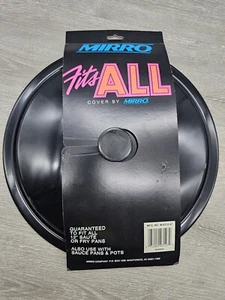 MIRRO
Fits ALL
COVER BY MIRRO
GUARANTEED
TO FIT ALL
12" SAUTE
OR FRY PANS
ALSO USE WITH
SAUCE PANS & POTS